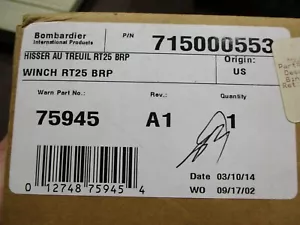 Bombardier
International Products
P/N
715000553
HISSER AU TREUIL RT25 BRP
WINCH RT25 BRP
Origin:
US
Warn Part No.:
Rev.:
Quantity
75945
A1
1
Date 03/10/14
WO 09/17/02
0 12748 75945 4